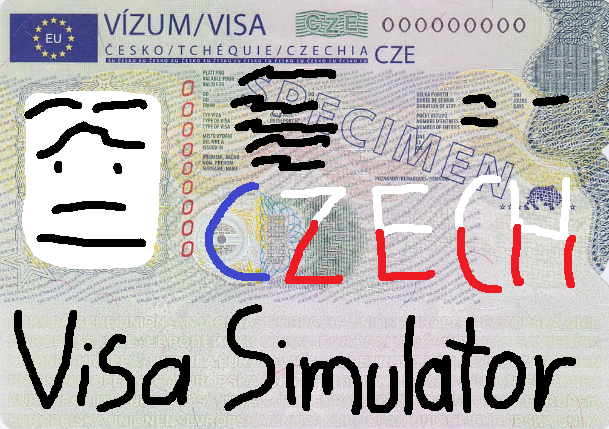 EU VÍZUM/VISA CZE 000000000
ČESKO/TCHÉQUIE/CZECHIA CZE
PLATÍ PRO
VALABLE POUR
VALID FOR
OD
DU
FROM
TYP VÍZA
TYPE DE VISA
TYPE OF VISA
MÍSTO VYDÁNÍ
DÉLIVRÉ À
ISSUED IN
PŘÍJMENÍ, JMÉNO
NOM, PRÉNOM
SURNAME, NAME
DÉLKA POBYTU
DURÉE DE SÉJOUR
DURATION OF STAY
DNÍ
JOURS
DAYS
POČET VSTUPŮ
NOMBRE D'ENTRÉES
NUMBER OF ENTRIES
SPECIMEN
POZNÁMKY/REMARQUES/REMARKS
CZECH
Visa Simulator